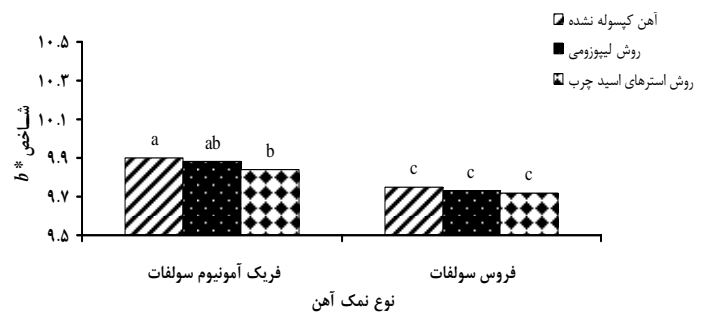 آهن کپسوله نشده
روش لیپوزومی
روش استرهای اسید چرب
شاخص b*
۱۰.۵
۱۰.۳
۱۰.۱
۹.۹
۹.۷
۹.۵
a ab b c c c
فریک آمونیوم سولفات
فروس سولفات
نوع نمک آهن